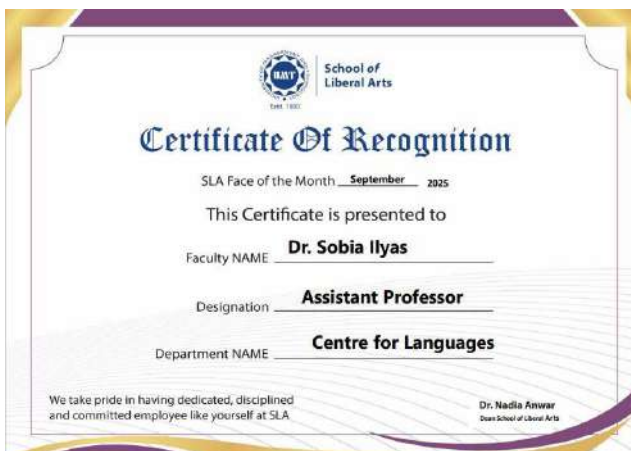 UMT
School of
Liberal Arts
Certificate Of Recognition
SLA Face of the Month September 2025
This Certificate is presented to
Faculty NAME Dr. Sobia Ilyas
Designation Assistant Professor
Department NAME Centre for Languages
We take pride in having dedicated, disciplined
and committed employee like yourself at SLA
Dr. Nadia Anwar
Dean School of Liberal Arts